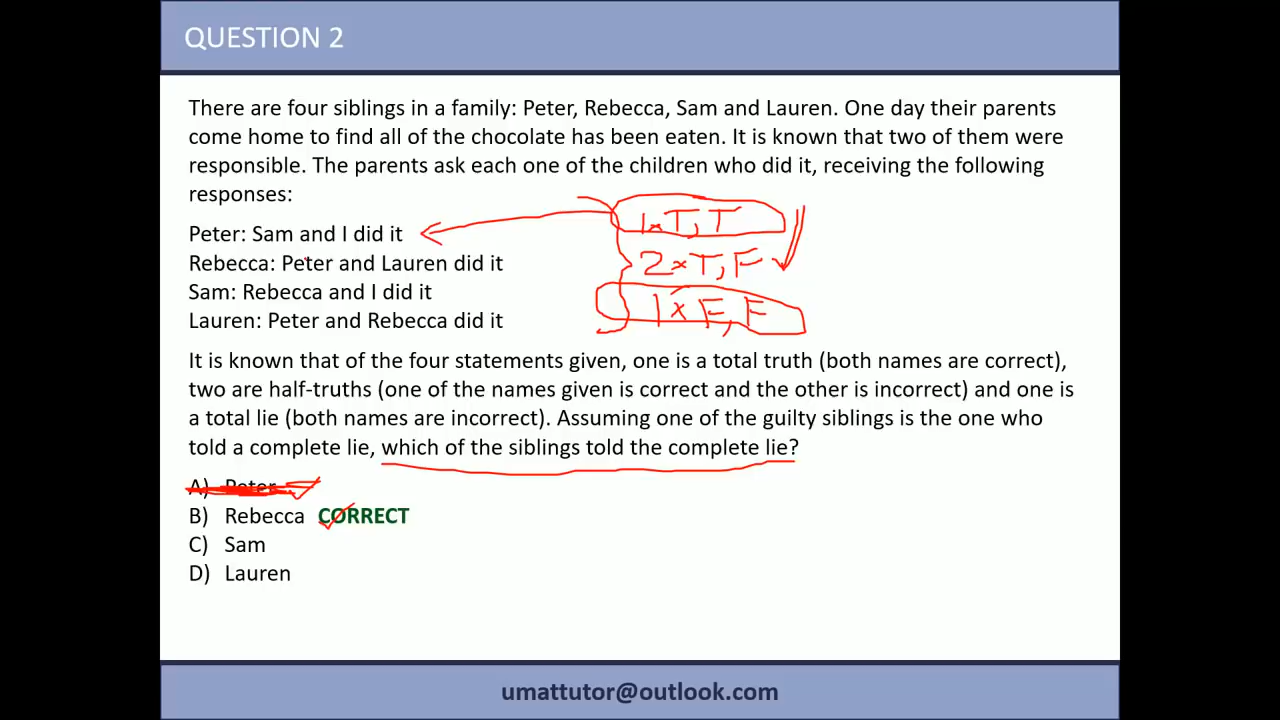 QUESTION 2
There are four siblings in a family: Peter, Rebecca, Sam and Lauren. One day their parents
come home to find all of the chocolate has been eaten. It is known that two of them were
responsible. The parents ask each one of the children who did it, receiving the following
responses:
1x T, T
Peter: Sam and I did it
2x T, F
Rebecca: Peter and Lauren did it
1x F, F
Sam: Rebecca and I did it
Lauren: Peter and Rebecca did it
It is known that of the four statements given, one is a total truth (both names are correct),
two are half-truths (one of the names given is correct and the other is incorrect) and one is
a total lie (both names are incorrect). Assuming one of the guilty siblings is the one who
told a complete lie, which of the siblings told the complete lie?
A) Peter
B) Rebecca CORRECT
C) Sam
D) Lauren
umattutor@outlook.com